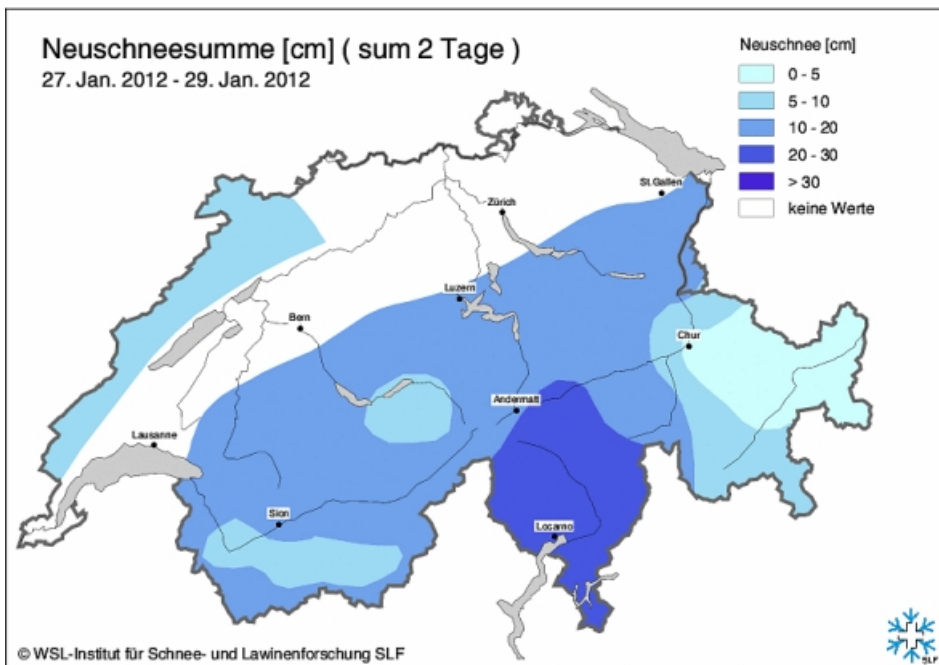 Neuschneesumme [cm] ( sum 2 Tage )
27. Jan. 2012 - 29. Jan. 2012
Neuschnee [cm]
0 - 5
5 - 10
10 - 20
20 - 30
> 30
keine Werte
St.Gallen
Zürich
Luzern
Bern
Chur
Andermatt
Lausanne
Sion
Locarno
© WSL-Institut für Schnee- und Lawinenforschung SLF
SLF